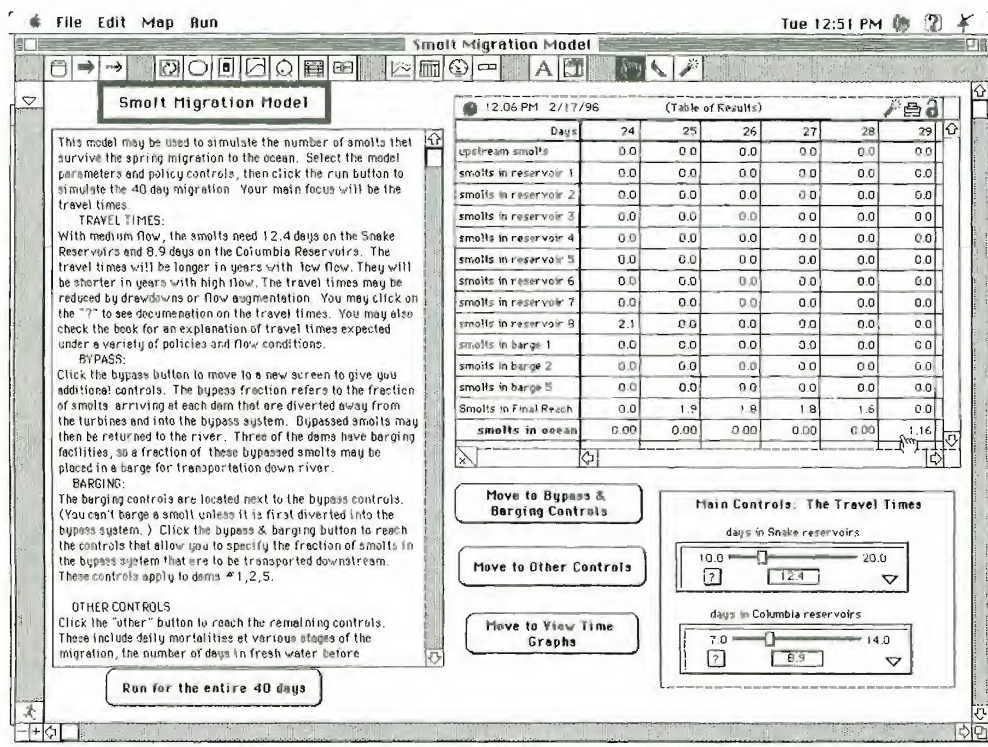 File Edit Map Run
Tue 12:51 PM
Smolt Migration Model
A
Smolt Migration Model
This model may be used to simulate the number of smolts that
survive the spring migration to the ocean. Select the model
parameters and policy controls, then click the run button to
simulate the 40 day migration. Your main focus will be the
travel times.
TRAVEL TIMES:
With medium flow, the smolts need 12.4 days on the Snake
Reservoirs and 8.9 days on the Columbia Reservoirs. The
travel times will be longer in years with low flow. They will
be shorter in years with high flow. The travel times may be
reduced by drawdowns or flow augmentation. You may click on
the "?" to see documenation on the travel times. You may also
check the book for an explanation of travel times expected
under a variety of policies and flow conditions.
BYPASS:
Click the bypass button to move to a new screen to give you
additional controls. The bypass fraction refers to the fraction
of smolts arriving at each dam that are diverted away from
the turbines and into the bypass system. Bypassed smolts may
then be returned to the river. Three of the dams have barging
facilities, so a fraction of these bypassed smolts may be
placed in a barge for transportation down river.
BARGING:
The barging controls are located next to the bypass controls.
(You can't barge a smolt unless it is first diverted into the
bypass system. ) Click the bypass & barging button to reach
the controls that allow you to specify the fraction of smolts in
the bypass system that are to be transported downstream.
These controls apply to dams #1,2,5.
OTHER CONTROLS
Click the "other" button to reach the remaining controls.
These include daily mortalities at various stages of the
migration, the number of days in fresh water before
Run for the entire 40 days
12:06 PM 2/17/96 (Table of Results)
Days 24 25 26 27 28 29
upstream smolts 0.0 0.0 0.0 0.0 0.0 0.0
smolts in reservoir 1 0.0 0.0 0.0 0.0 0.0 0.0
smolts in reservoir 2 0.0 0.0 0.0 0.0 0.0 0.0
smolts in reservoir 3 0.0 0.0 0.0 0.0 0.0 0.0
smolts in reservoir 4 0.0 0.0 0.0 0.0 0.0 0.0
smolts in reservoir 5 0.0 0.0 0.0 0.0 0.0 0.0
smolts in reservoir 6 0.0 0.0 0.0 0.0 0.0 0.0
smolts in reservoir 7 0.0 0.0 0.0 0.0 0.0 0.0
smolts in reservoir 8 2.1 0.0 0.0 0.0 0.0 0.0
smolts in barge 1 0.0 0.0 0.0 0.0 0.0 0.0
smolts in barge 2 0.0 0.0 0.0 0.0 0.0 0.0
smolts in barge 5 0.0 0.0 0.0 0.0 0.0 0.0
Smolts in Final Reach 0.0 1.9 1.8 1.8 1.6 0.0
smolts in ocean 0.00 0.00 0.00 0.00 0.00 1.16
Move to Bypass &
Barging Controls
Move to Other Controls
Move to View Time
Graphs
Main Controls: The Travel Times
days in Snake reservoirs
10.0 20.0
? 12.4
days in Columbia reservoirs
7.0 14.0
? 8.9